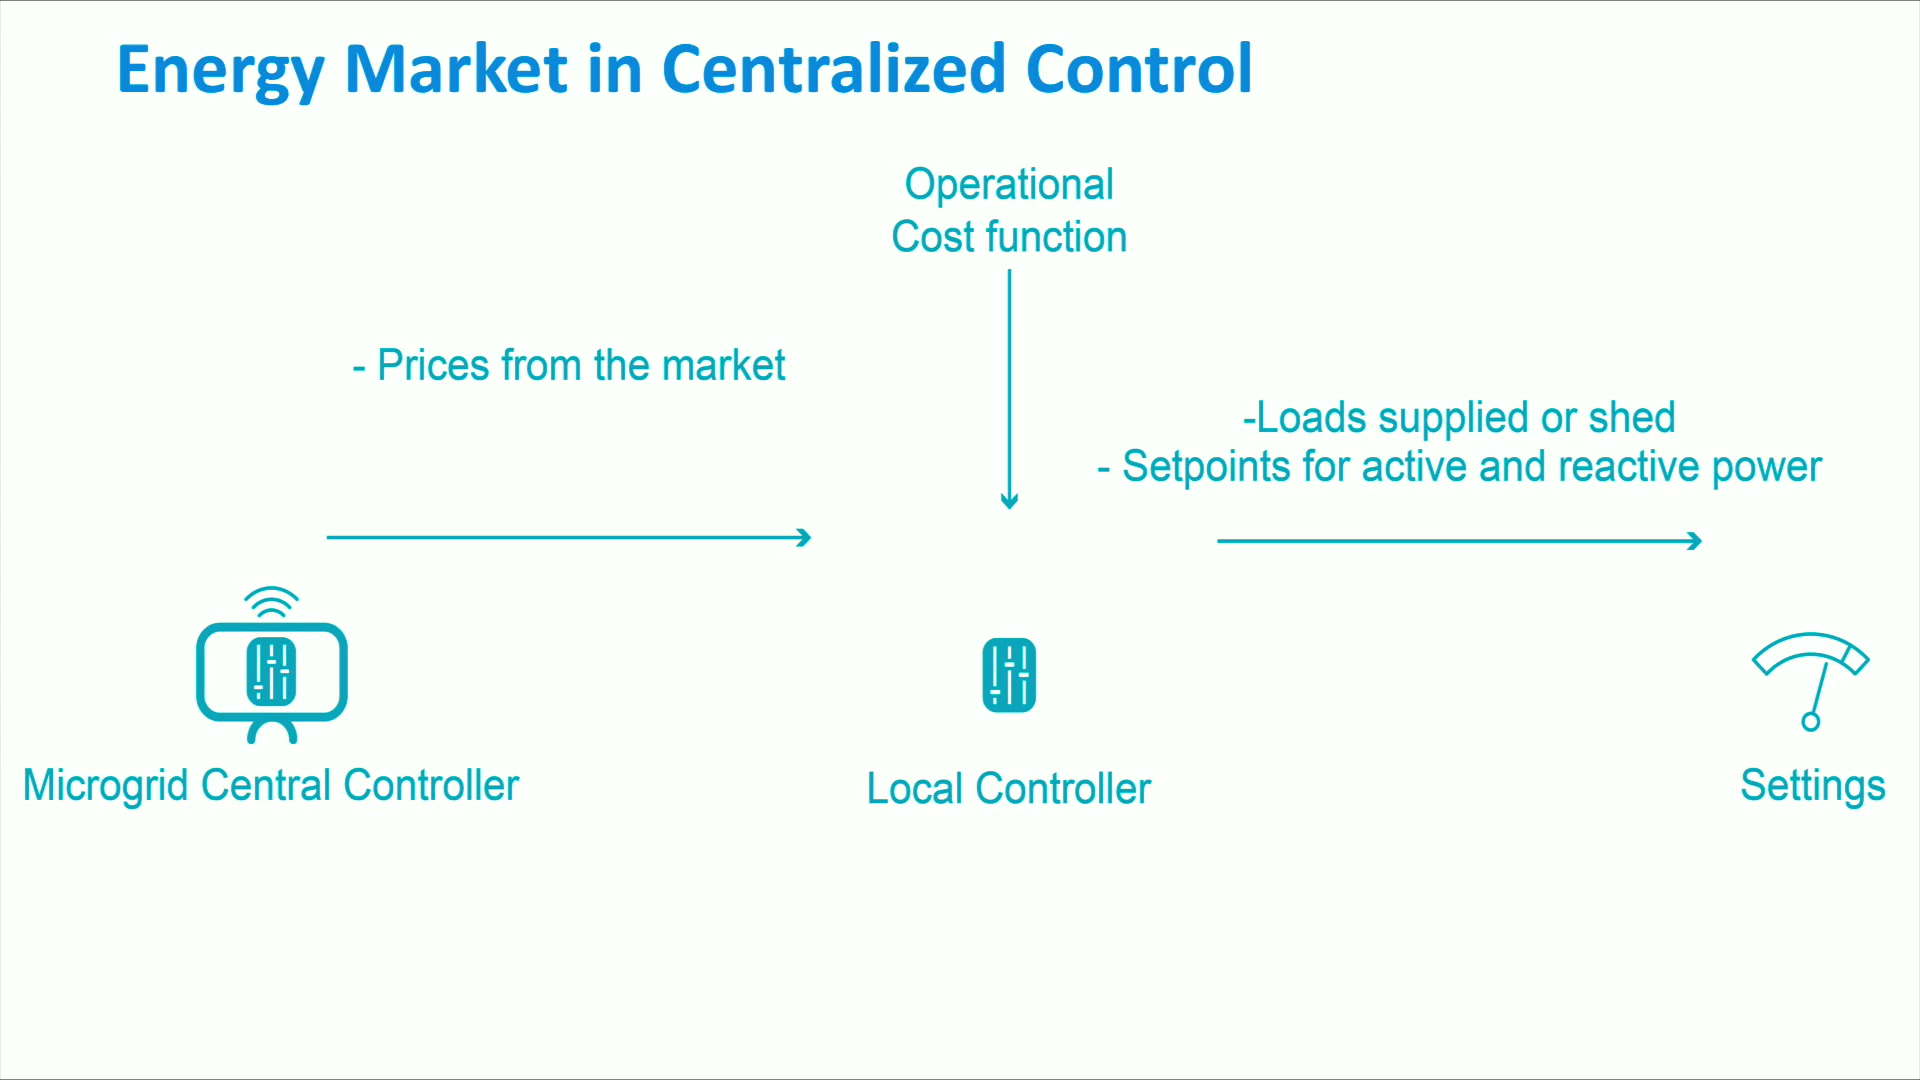 Energy Market in Centralized Control
Operational
Cost function
- Prices from the market
-Loads supplied or shed
- Setpoints for active and reactive power
Microgrid Central Controller
Local Controller
Settings